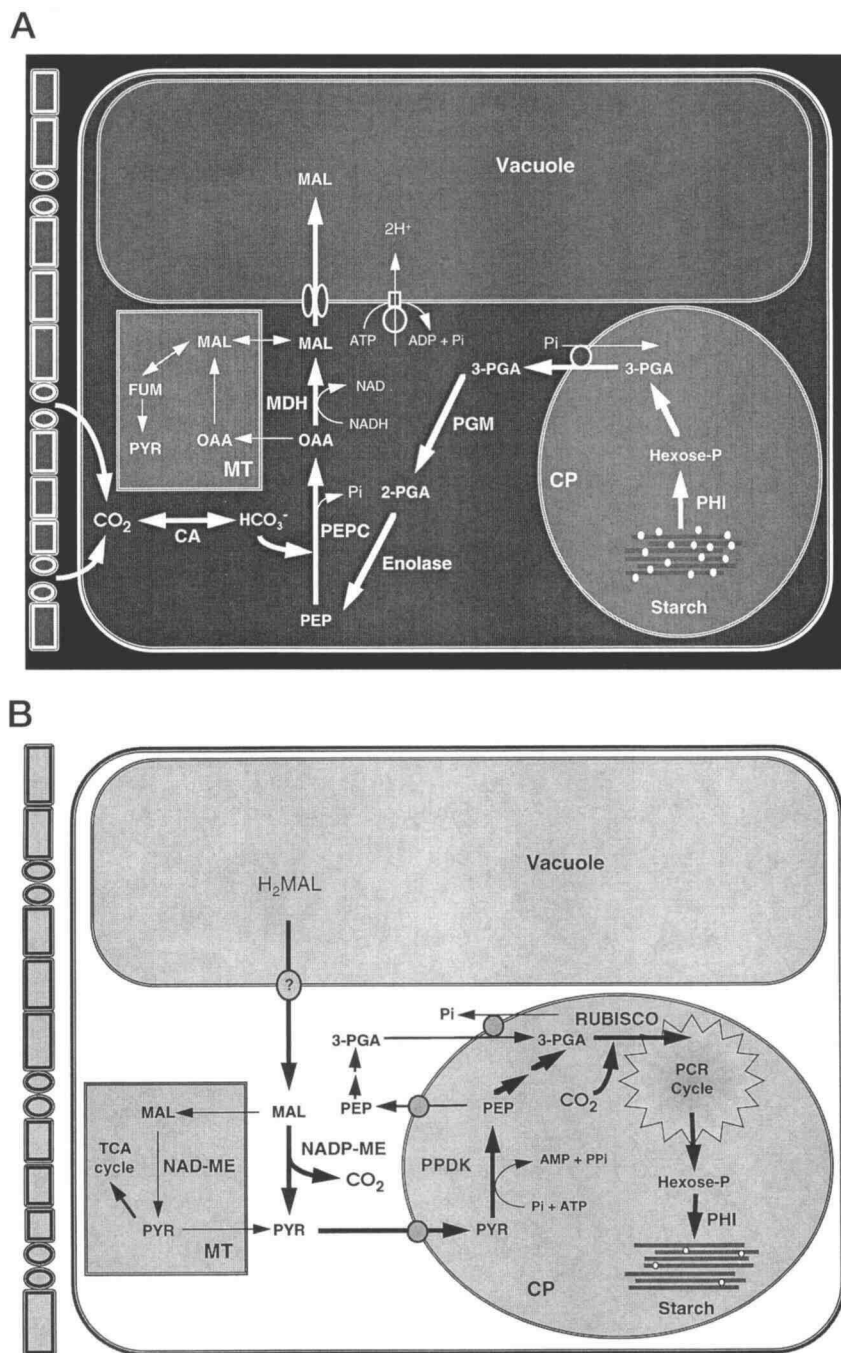 A
Vacuole
MAL
2H⁺
ATP
ADP + Pi
MAL
MAL
FUM
PYR
OAA
MT
MDH
NAD
NADH
OAA
Pi
3-PGA
3-PGA
PGM
2-PGA
CP
Hexose-P
PHI
Starch
CO₂
CA
HCO₃⁻
Pi
PEPC
Enolase
PEP
B
Vacuole
H₂MAL
?
Pi
RUBISCO
3-PGA
3-PGA
PCR
Cycle
CO₂
PEP
PEP
MAL
MAL
TCA
cycle
NAD-ME
NADP-ME
CO₂
PPDK
AMP + PPi
Pi + ATP
Hexose-P
PYR
MT
PYR
PYR
PHI
CP
Starch